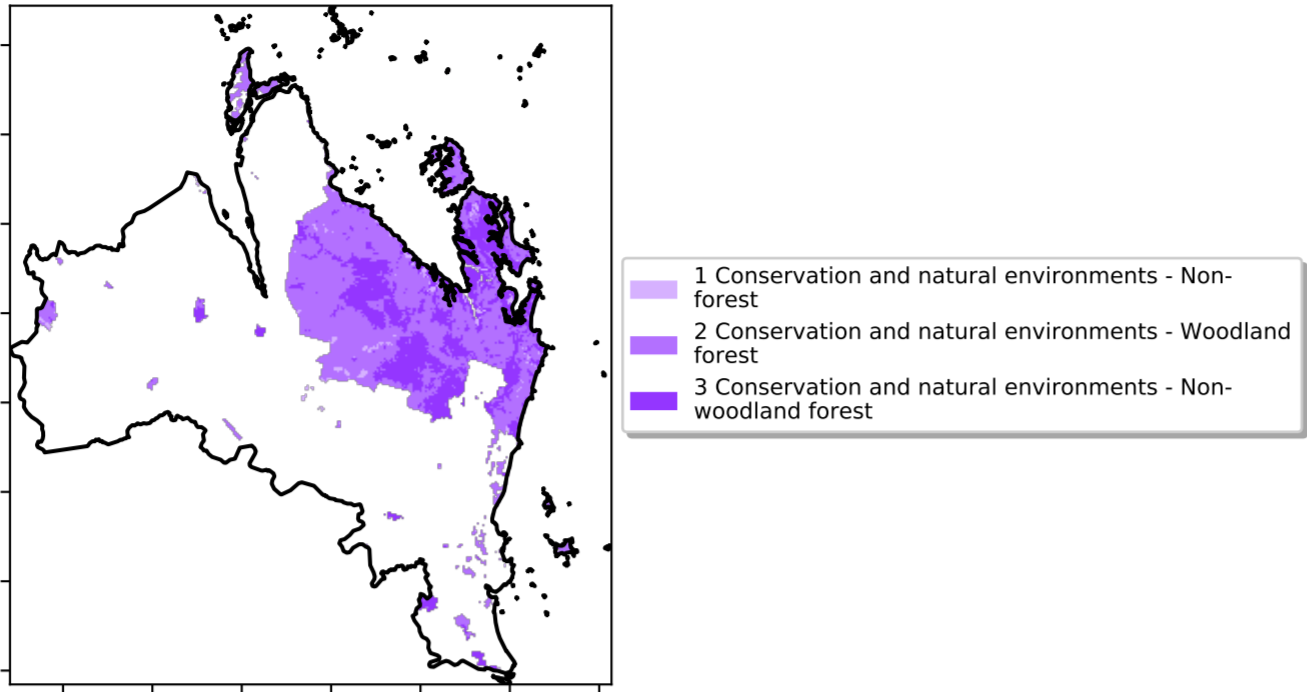 1 Conservation and natural environments - Non-
forest
2 Conservation and natural environments - Woodland
forest
3 Conservation and natural environments - Non-
woodland forest